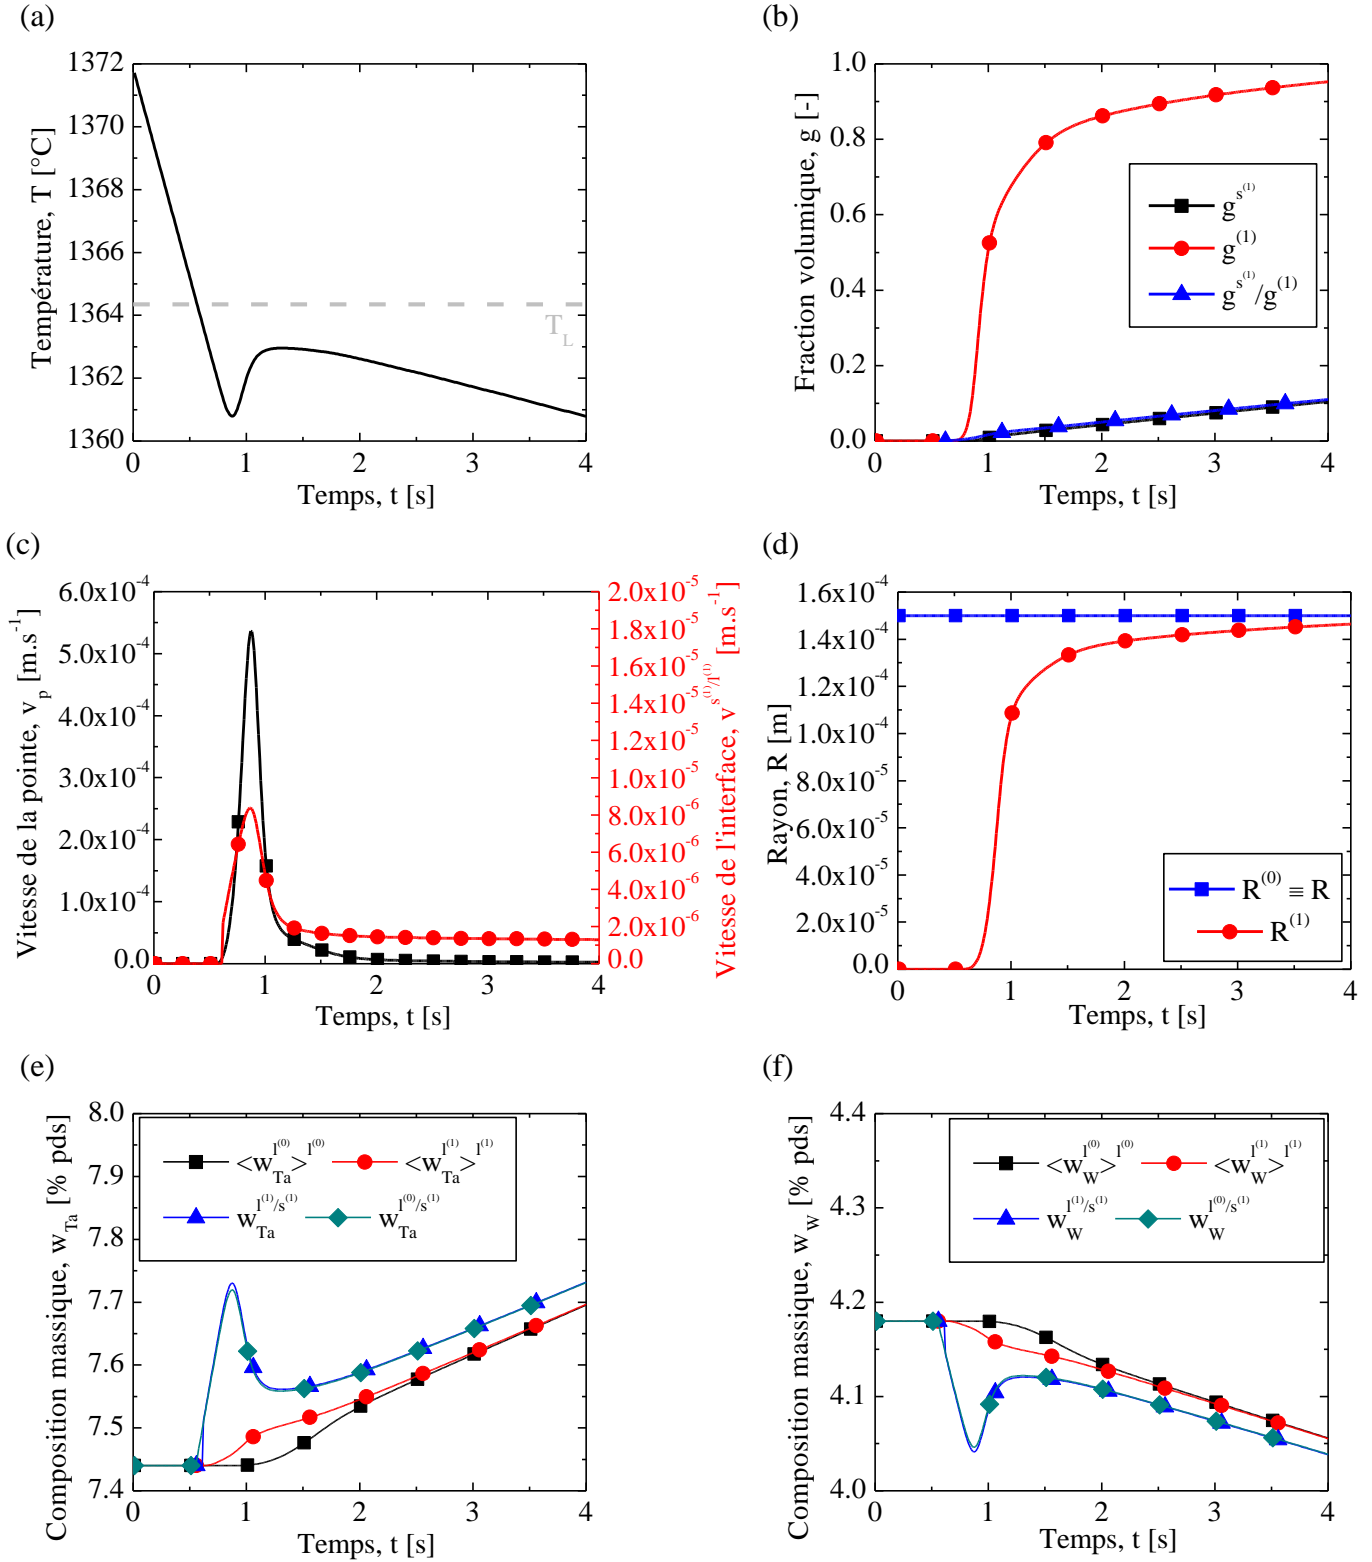 (a)
1372
1370
1368
1366
1364
1362
1360
Température, T [°C]
T_L
0 1 2 3 4
Temps, t [s]
(b)
1.0
0.8
0.6
0.4
0.2
0.0
Fraction volumique, g [-]
g^{s^{(1)}}
g^{(1)}
g^{s^{(1)}}/g^{(1)}
0 1 2 3 4
Temps, t [s]
(c)
6.0x10^{-4}
5.0x10^{-4}
4.0x10^{-4}
3.0x10^{-4}
2.0x10^{-4}
1.0x10^{-4}
0.0
Vitesse de la pointe, v_p [m.s^{-1}]
2.0x10^{-5}
1.8x10^{-5}
1.6x10^{-5}
1.4x10^{-5}
1.2x10^{-5}
1.0x10^{-5}
8.0x10^{-6}
6.0x10^{-6}
4.0x10^{-6}
2.0x10^{-6}
0.0
Vitesse de l'interface, v^{s^{(1)}/l^{(1)}} [m.s^{-1}]
0 1 2 3 4
Temps, t [s]
(d)
1.6x10^{-4}
1.4x10^{-4}
1.2x10^{-4}
1.0x10^{-4}
8.0x10^{-5}
6.0x10^{-5}
4.0x10^{-5}
2.0x10^{-5}
0.0
Rayon, R [m]
R^{(0)} ≡ R
R^{(1)}
0 1 2 3 4
Temps, t [s]
(e)
8.0
7.9
7.8
7.7
7.6
7.5
7.4
Composition massique, w_{Ta} [% pds]
<w_{Ta}^{l^{(0)}}>^{l^{(0)}} <w_{Ta}^{l^{(1)}}>^{l^{(1)}}
w_{Ta}^{l^{(1)}/s^{(1)}} w_{Ta}^{l^{(0)}/s^{(1)}}
0 1 2 3 4
Temps, t [s]
(f)
4.4
4.3
4.2
4.1
4.0
Composition massique, w_W [% pds]
<w_W^{l^{(0)}}>^{l^{(0)}} <w_W^{l^{(1)}}>^{l^{(1)}}
w_W^{l^{(1)}/s^{(1)}} w_W^{l^{(0)}/s^{(1)}}
0 1 2 3 4
Temps, t [s]